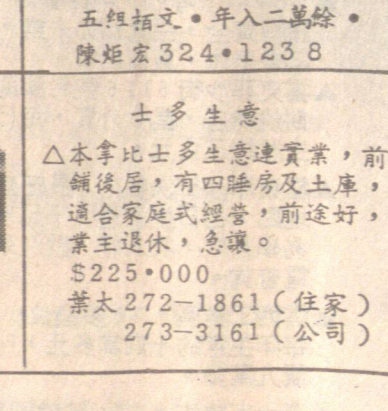 五組栢文•年入二萬餘•
陳炬宏324•1238
士多生意
△本拿比士多生意連實業,前
舖後居,有四睡房及土庫,
適合家庭式經營,前途好,
業主退休,急讓。
$225•000
葉太272-1861(住家)
273-3161(公司)